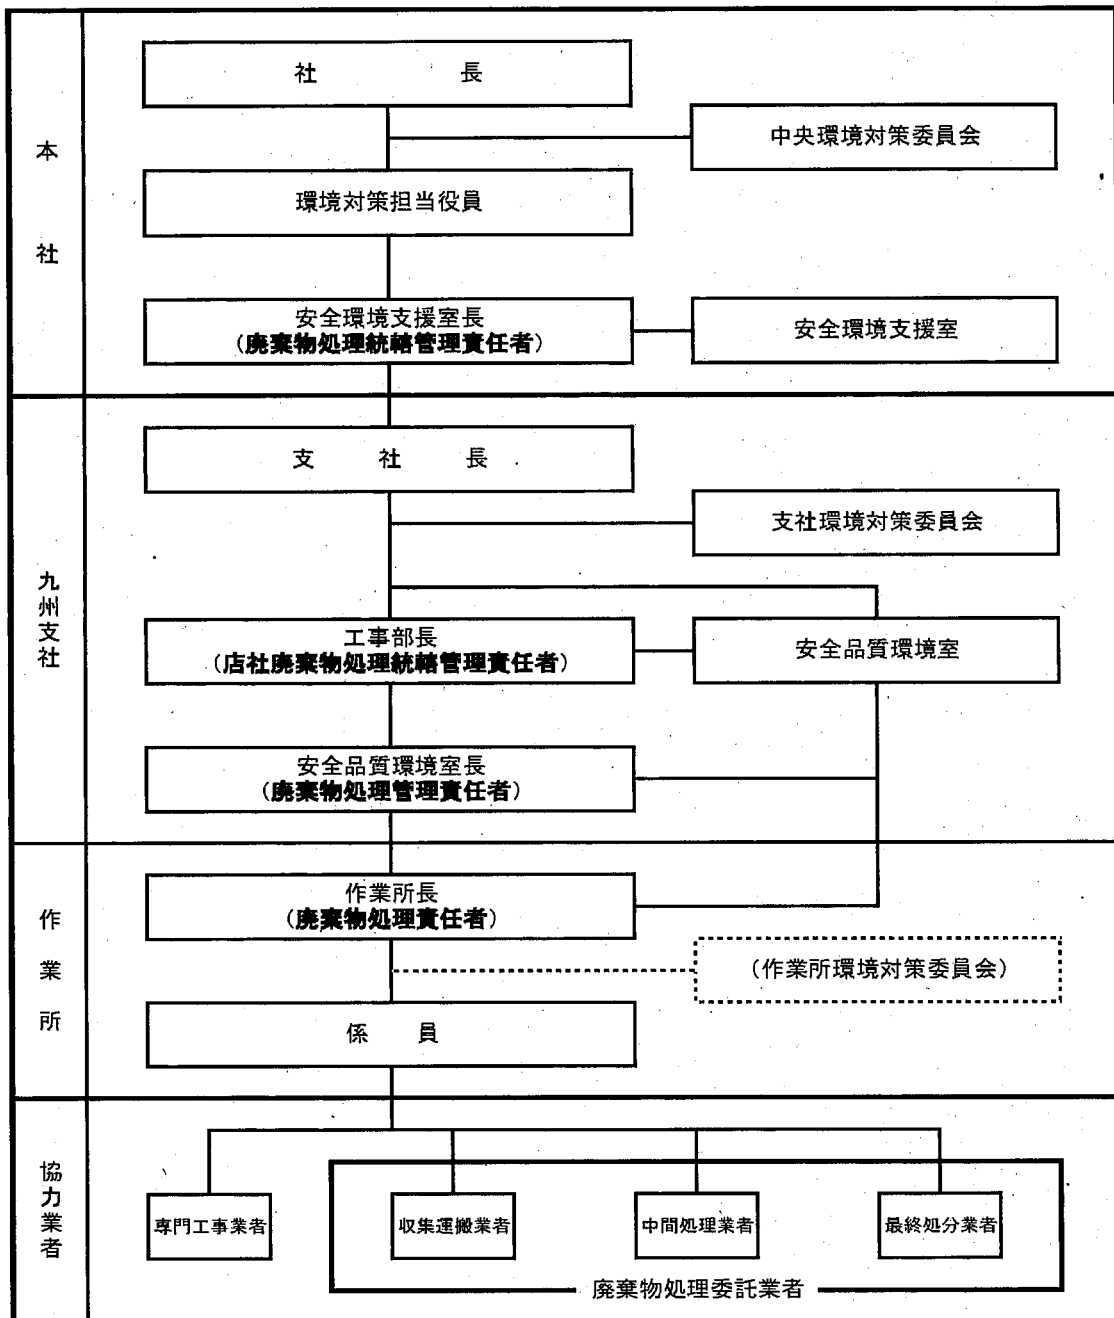 本社
社長
中央環境対策委員会
環境対策担当役員
安全環境支援室長
(廃棄物処理統轄管理責任者)
安全環境支援室
九州支社
支社長
支社環境対策委員会
工事部長
(店社廃棄物処理統轄管理責任者)
安全品質環境室
安全品質環境室長
(廃棄物処理管理責任者)
作業所
作業所長
(廃棄物処理責任者)
(作業所環境対策委員会)
係員
協力業者
専門工事業者
収集運搬業者
中間処理業者
最終処分業者
廃棄物処理委託業者